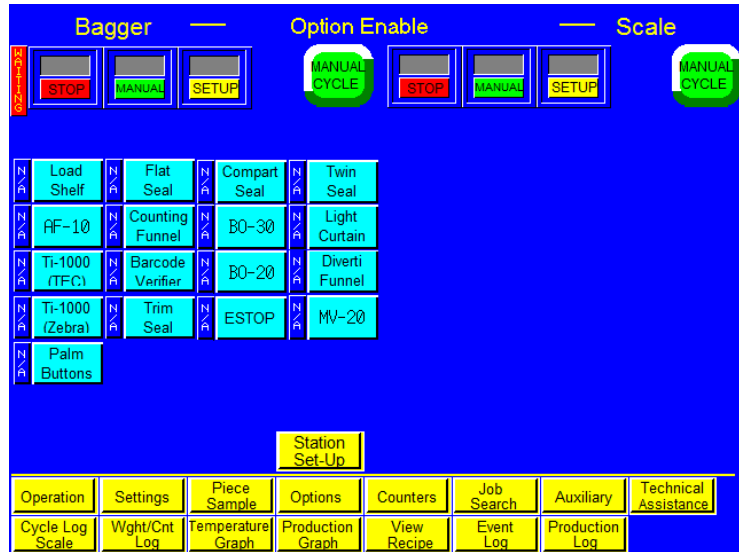 Bagger — Option Enable — Scale
WAITING
STOP MANUAL SETUP MANUAL CYCLE STOP MANUAL SETUP MANUAL CYCLE
N/A Load Shelf N/A Flat Seal N/A Compart Seal N/A Twin Seal
N/A AF-10 N/A Counting Funnel N/A BO-30 N/A Light Curtain
N/A Ti-1000 (TEC) N/A Barcode Verifier N/A BO-20 N/A Diverti Funnel
N/A Ti-1000 (Zebra) N/A Trim Seal N/A ESTOP N/A MV-20
N/A Palm Buttons
Station Set-Up
Operation Settings Piece Sample Options Counters Job Search Auxiliary Technical Assistance
Cycle Log Scale Wght/Cnt Log Temperature Graph Production Graph View Recipe Event Log Production Log